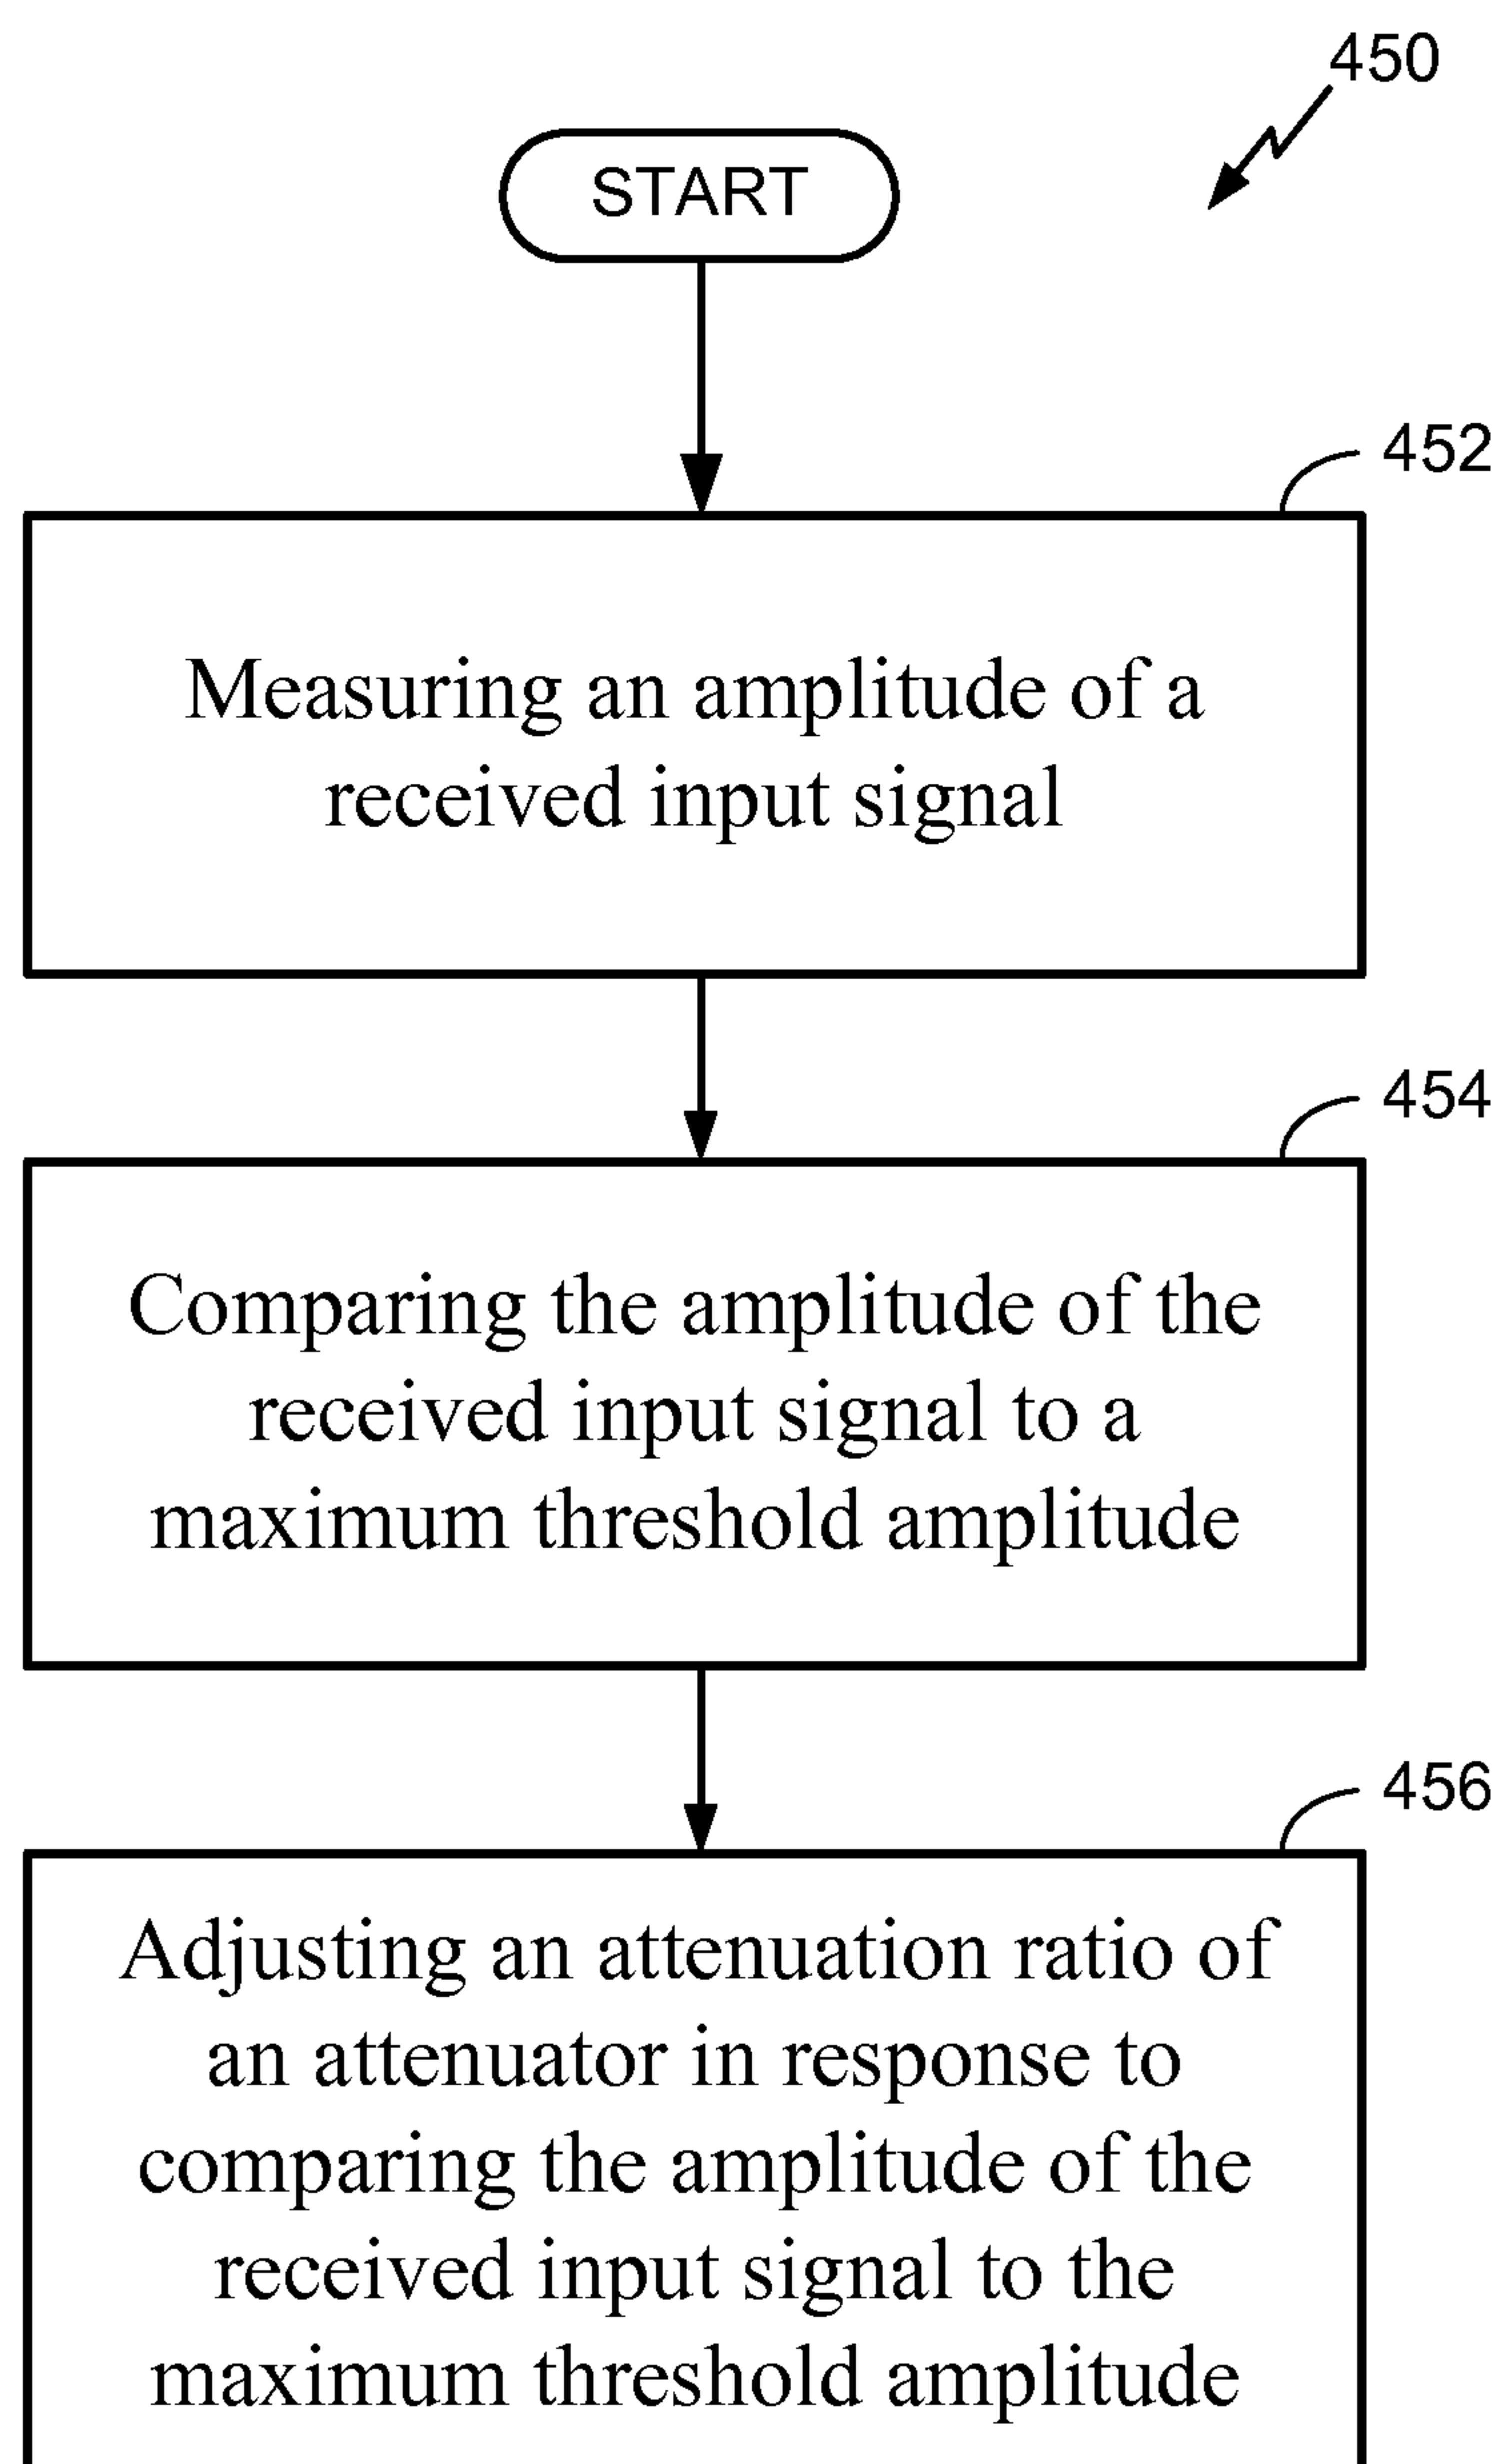 450
START
452
Measuring an amplitude of a
received input signal
454
Comparing the amplitude of the
received input signal to a
maximum threshold amplitude
456
Adjusting an attenuation ratio of
an attenuator in response to
comparing the amplitude of the
received input signal to the
maximum threshold amplitude